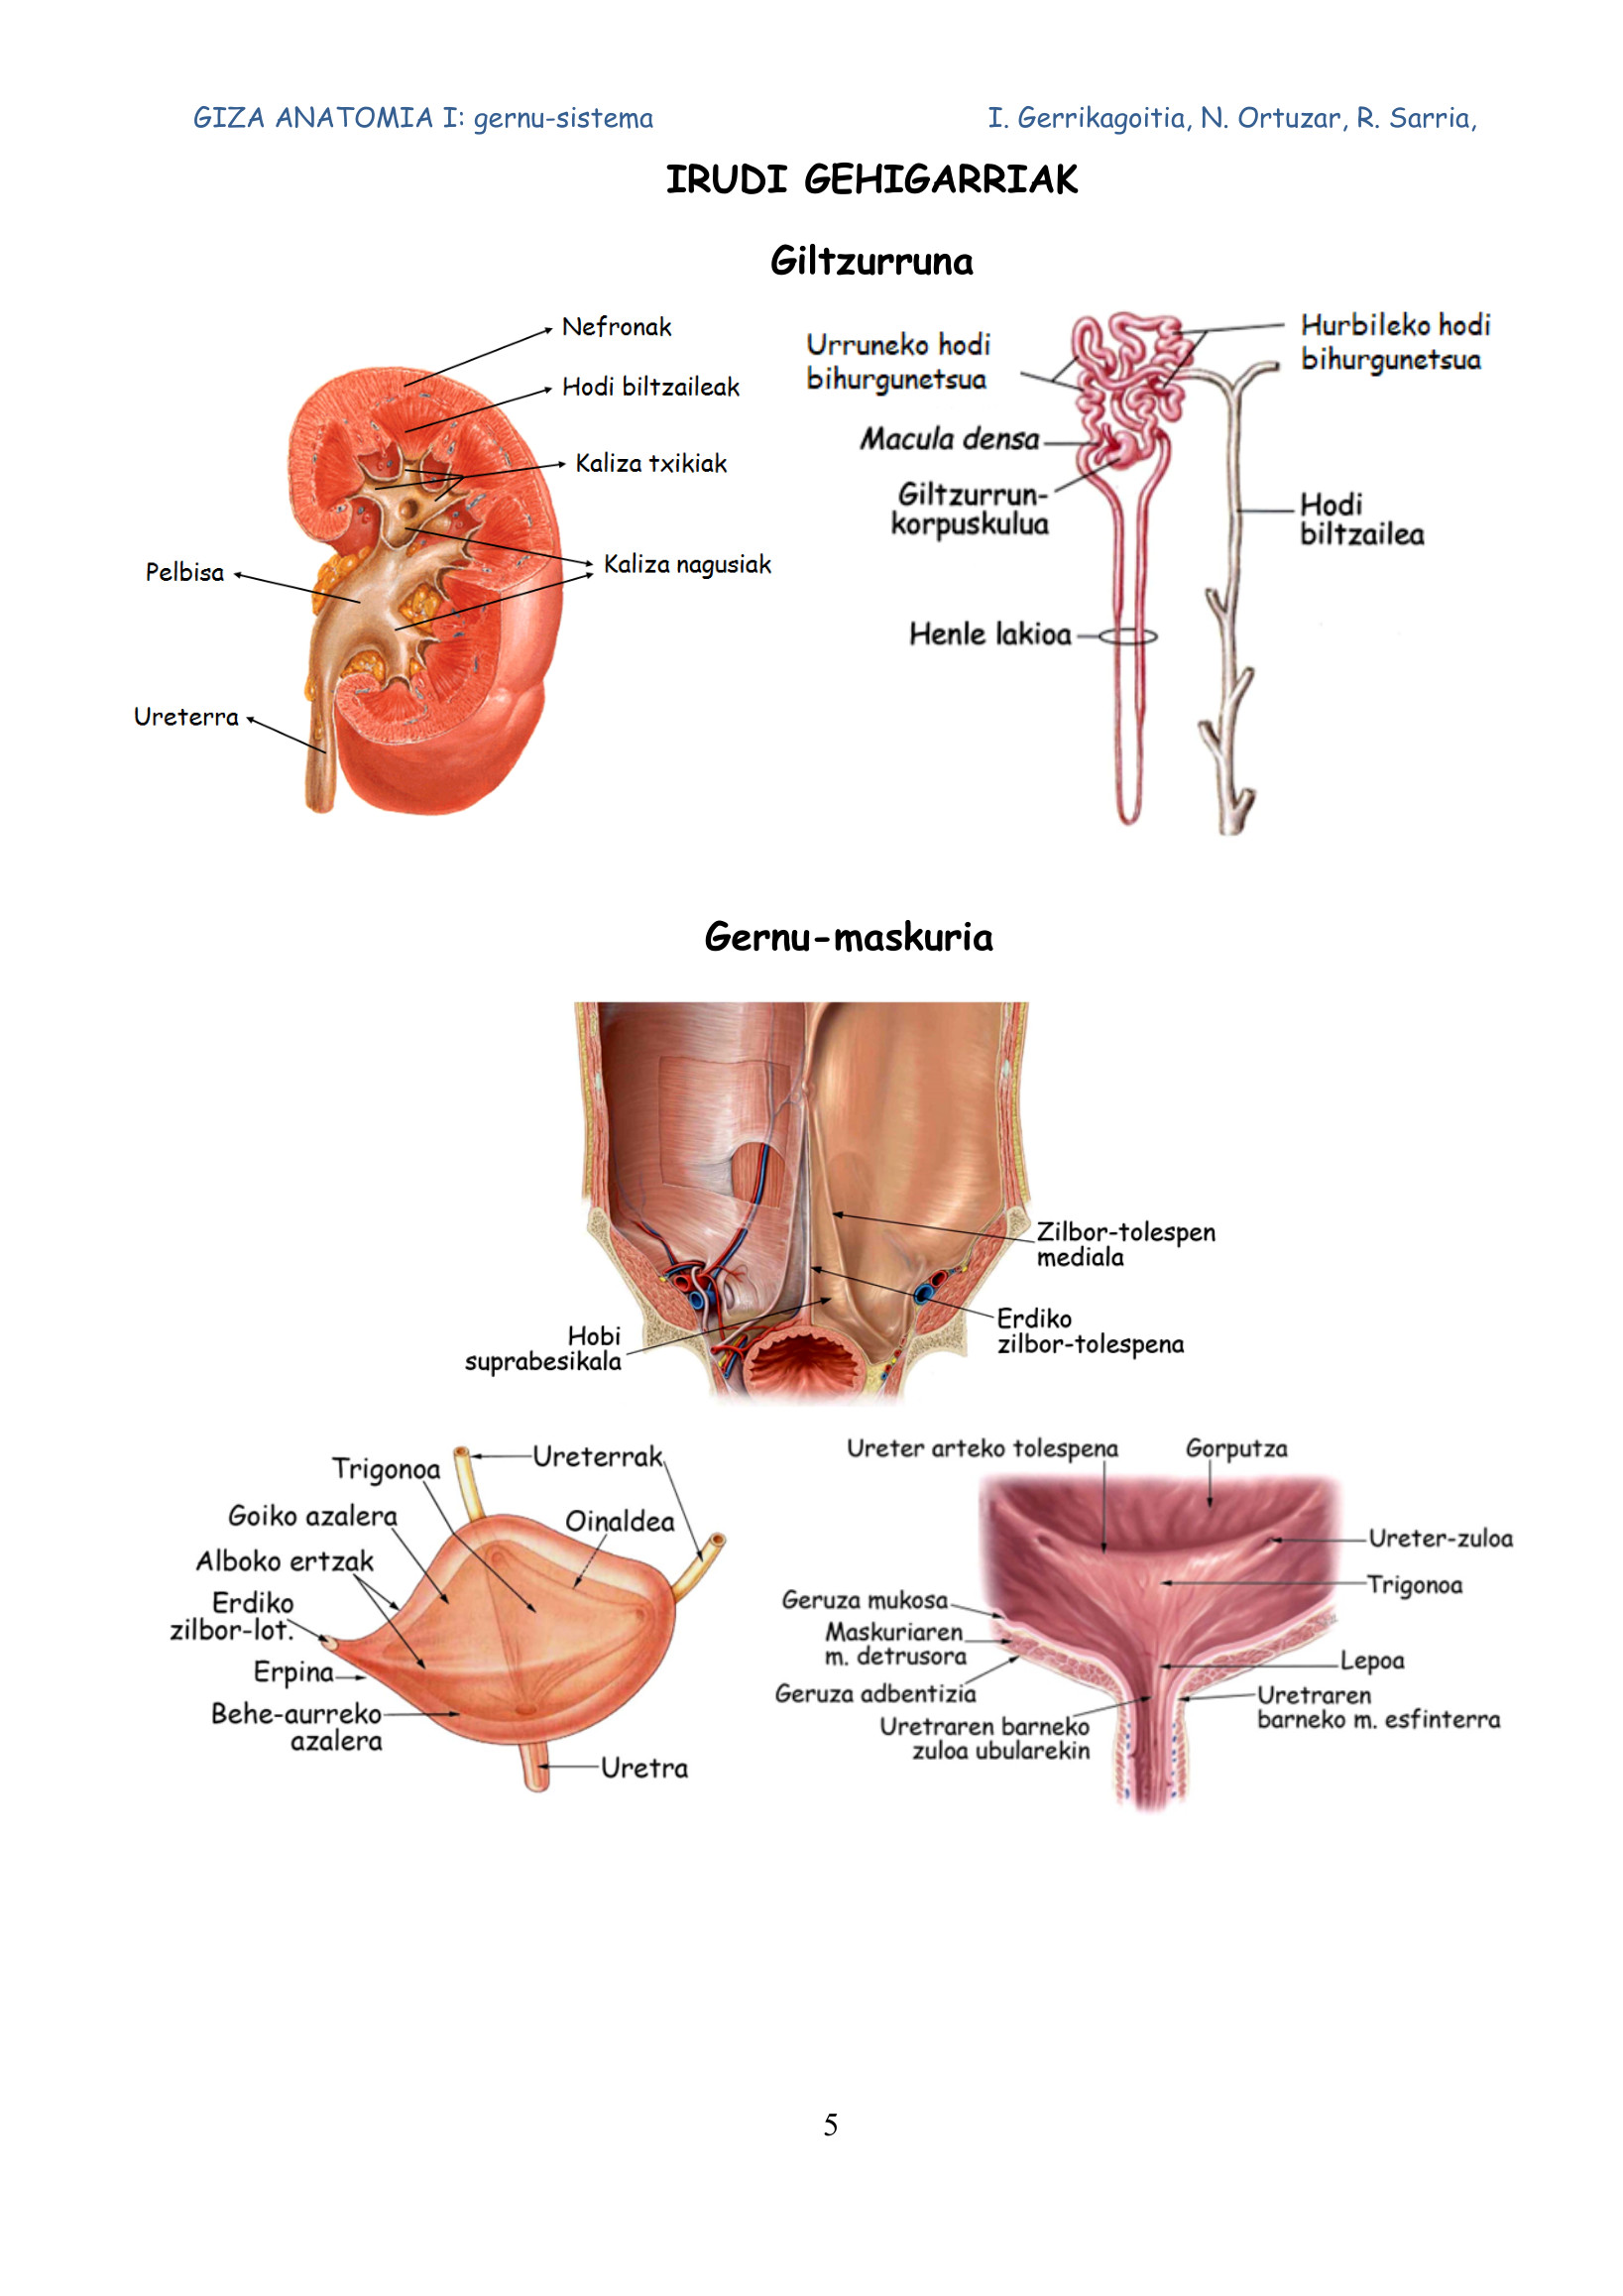 GIZA ANATOMIA I: gernu-sistema I. Gerrikagoitia, N. Ortuzar, R. Sarria,
IRUDI GEHIGARRIAK
Giltzurruna
Nefronak
Hodi biltzaileak
Kaliza txikiak
Kaliza nagusiak
Pelbisa
Ureterra
Urruneko hodi
bihurgunetsua
Hurbileko hodi
bihurgunetsua
Macula densa
Giltzurrun-
korpuskulua
Hodi
biltzailea
Henle lakioa
Gernu-maskuria
Zilbor-tolespen
mediala
Erdiko
zilbor-tolespena
Hobi
suprabesikala
Ureterrak
Trigonoa
Goiko azalera
Oinaldea
Alboko ertzak
Erdiko
zilbor-lot.
Erpina
Behe-aurreko
azalera
Uretra
Ureter arteko tolespena
Gorputza
Ureter-zuloa
Trigonoa
Geruza mukosa
Maskuriaren
m. detrusora
Lepoa
Geruza adbentizia
Uretraren
barneko m. esfinterra
Uretraren barneko
zuloa ubularekin
5